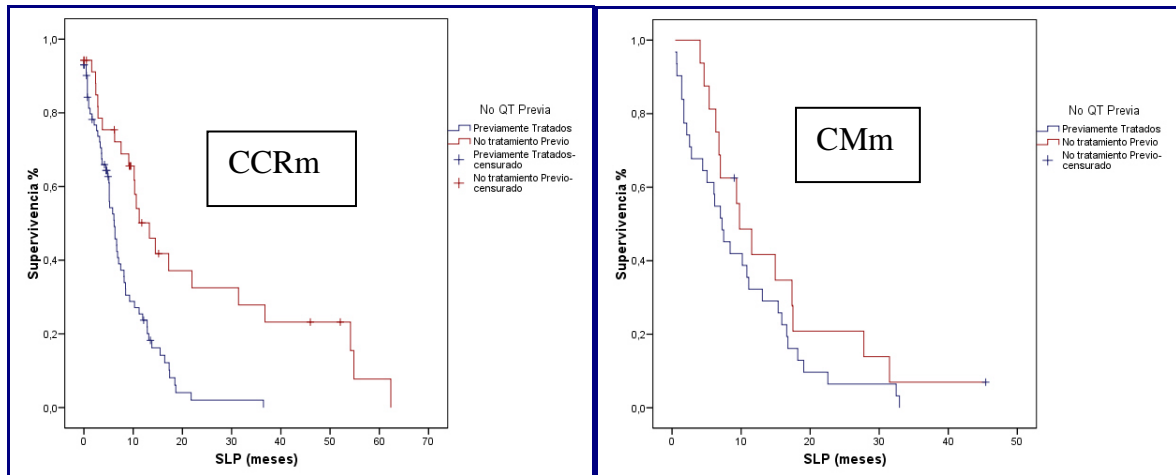 CCRm
Supervivencia %
1,0
0,8
0,6
0,4
0,2
0,0
0
10
20
30
40
50
60
70
SLP (meses)
No QT Previa
Previamente Tratados
No tratamiento Previo
Previamente Tratados-
censurado
No tratamiento Previo-
censurado
CMm
Supervivencia %
1,0
0,8
0,6
0,4
0,2
0,0
0
10
20
30
40
50
SLP (meses)
No QT Previa
Previamente Tratados
No tratamiento Previo
No tratamiento Previo-
censurado